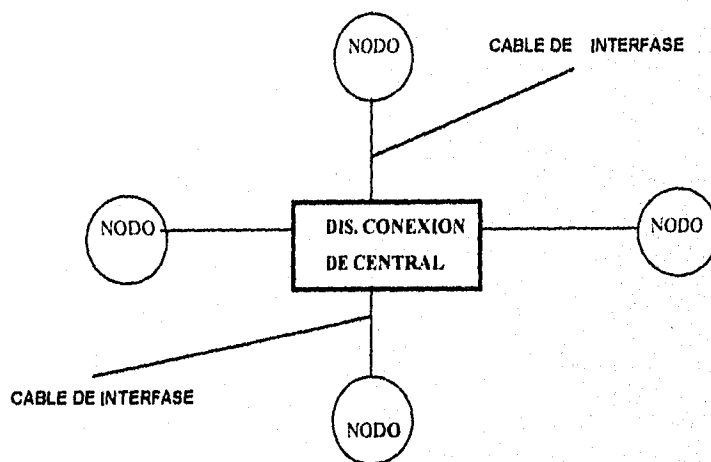 NODO
CABLE DE INTERFASE
NODO
DIS. CONEXION
DE CENTRAL
NODO
CABLE DE INTERFASE
NODO